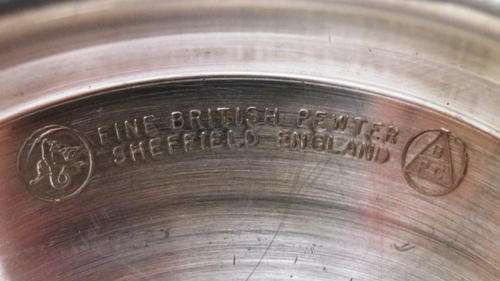 FINE BRITISH PEWTER
SHEFFIELD ENGLAND